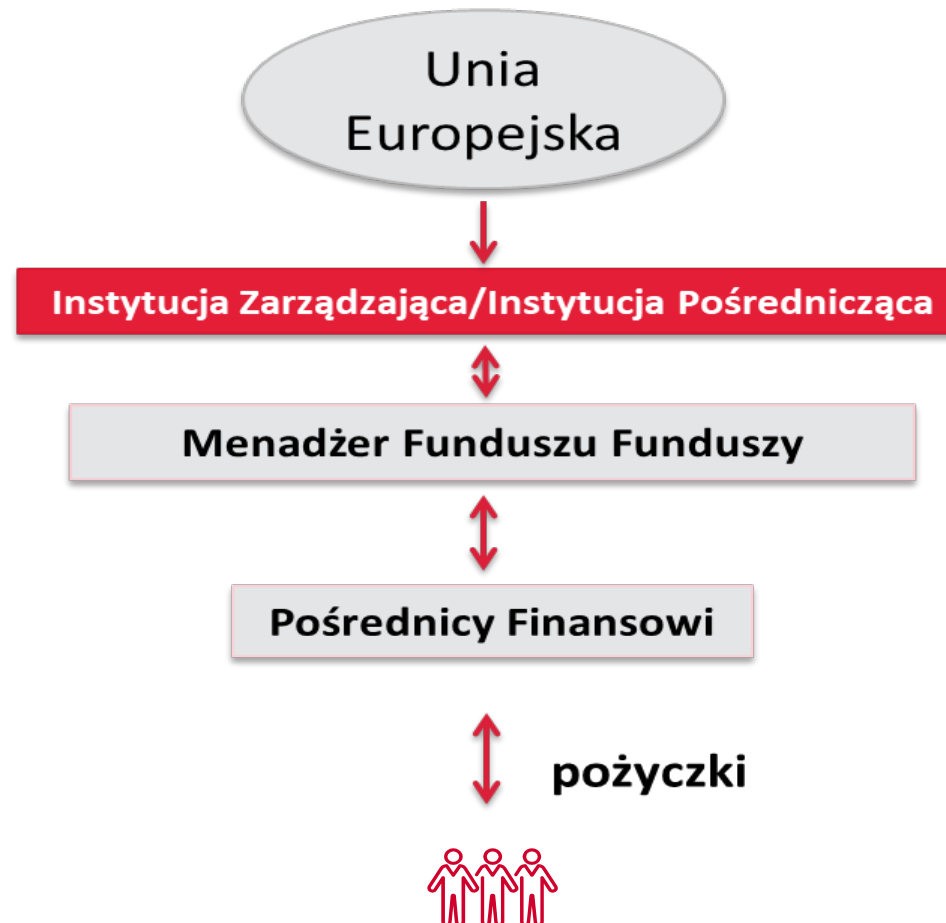 Unia
Europejska
Instytucja Zarządzająca/Instytucja Pośrednicząca
Menadżer Funduszu Funduszy
Pośrednicy Finansowi
pożyczki